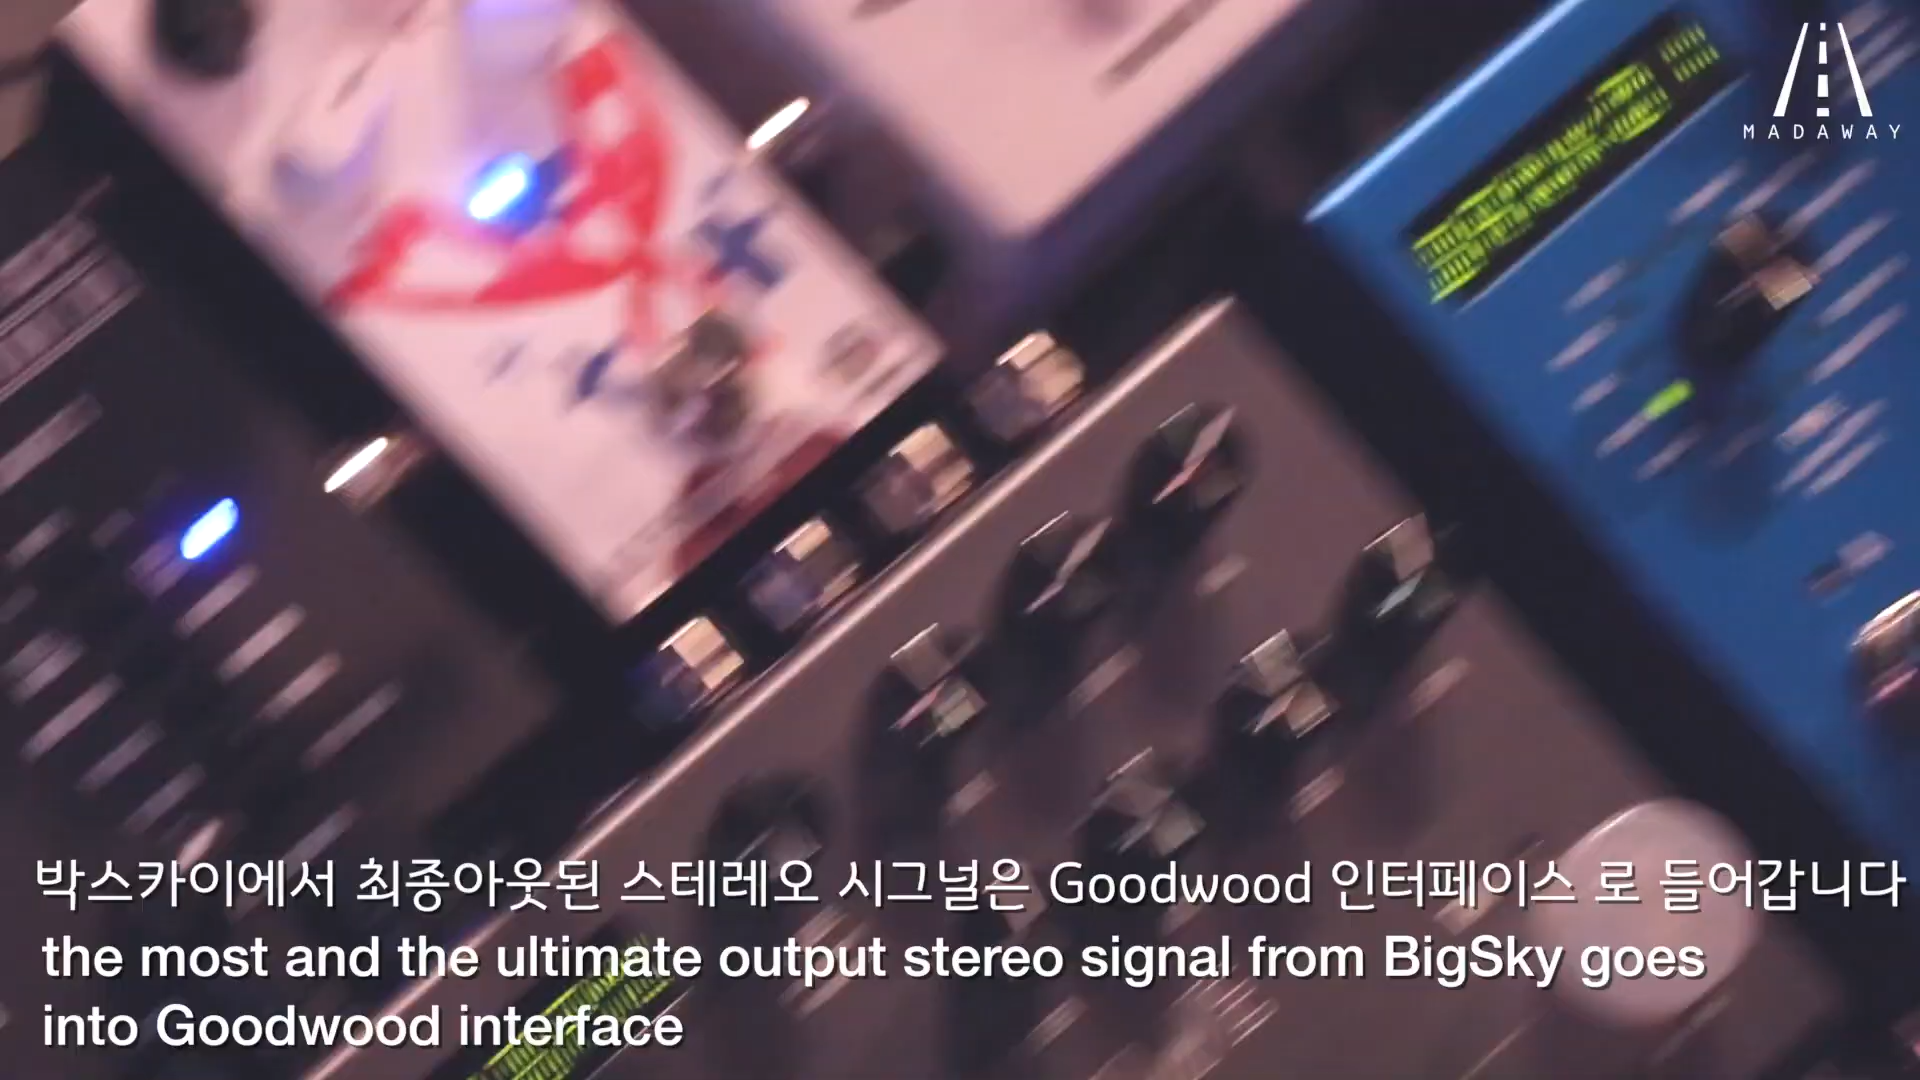 MADAWAY
박스카이에서 최종아웃된 스테레오 시그널은 Goodwood 인터페이스 로 들어갑니다
the most and the ultimate output stereo signal from BigSky goes
into Goodwood interface